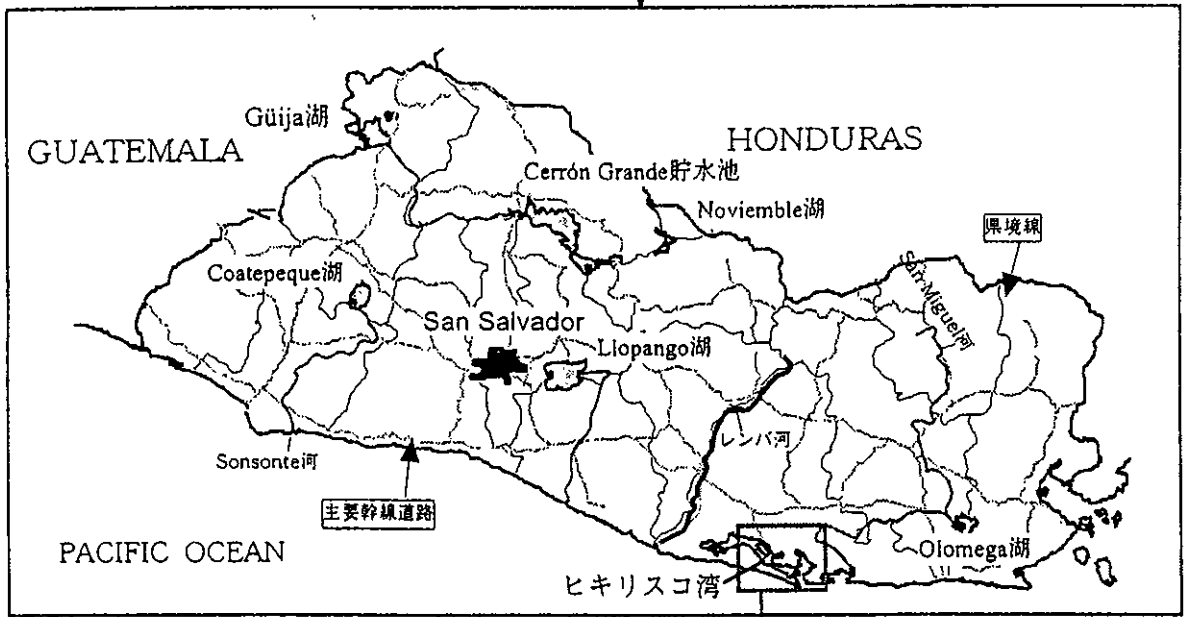 Güija湖
GUATEMALA
HONDURAS
Cerrón Grande貯水池
Noviemble湖
県境線
Coatepeque湖
San Miguel河
San Salvador
Llopango湖
レンパ河
Sonsonte河
主要幹線道路
PACIFIC OCEAN
Olomega湖
ヒキリスコ湾